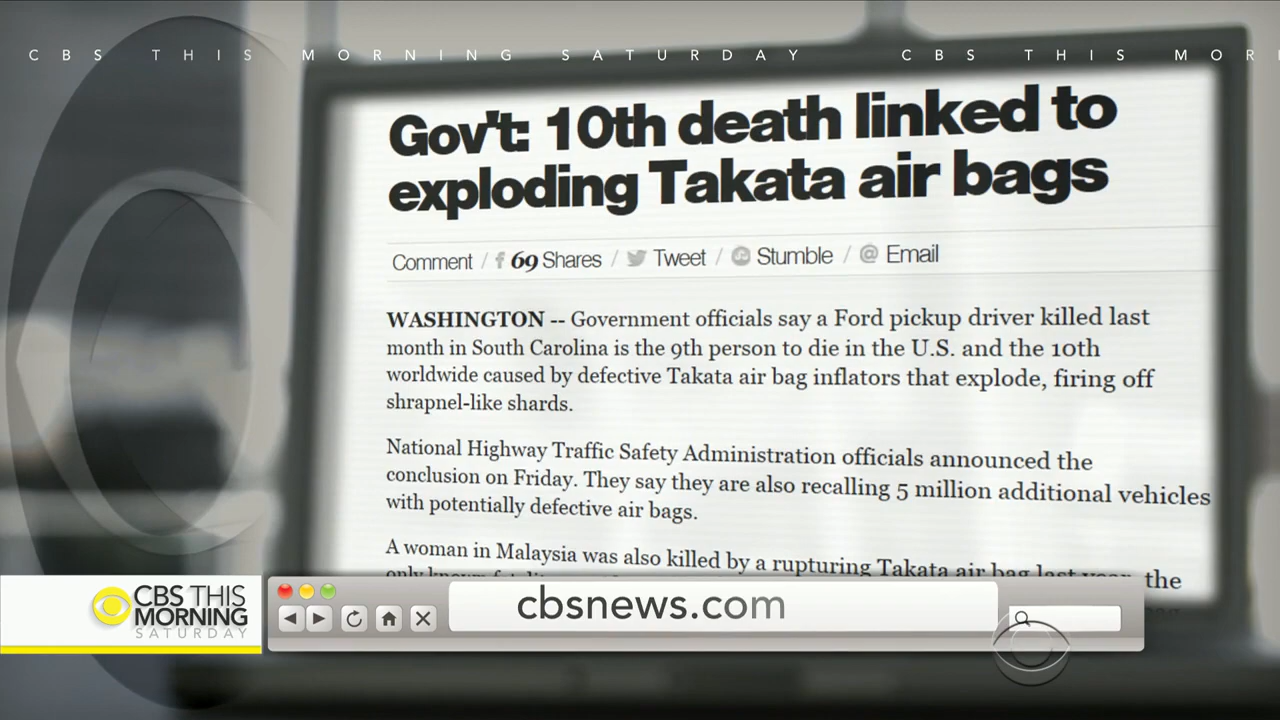 CBS THIS MORNING SATURDAY CBS THIS MOR
Gov't: 10th death linked to
exploding Takata air bags
Comment / f 69 Shares / Tweet / Stumble / @ Email
WASHINGTON -- Government officials say a Ford pickup driver killed last
month in South Carolina is the 9th person to die in the U.S. and the 10th
worldwide caused by defective Takata air bag inflators that explode, firing off
shrapnel-like shards.
National Highway Traffic Safety Administration officials announced the
conclusion on Friday. They say they are also recalling 5 million additional vehicles
with potentially defective air bags.
A woman in Malaysia was also killed by a rupturing Takata air bag last year, the
only known
CBS THIS
MORNING
SATURDAY
cbsnews.com